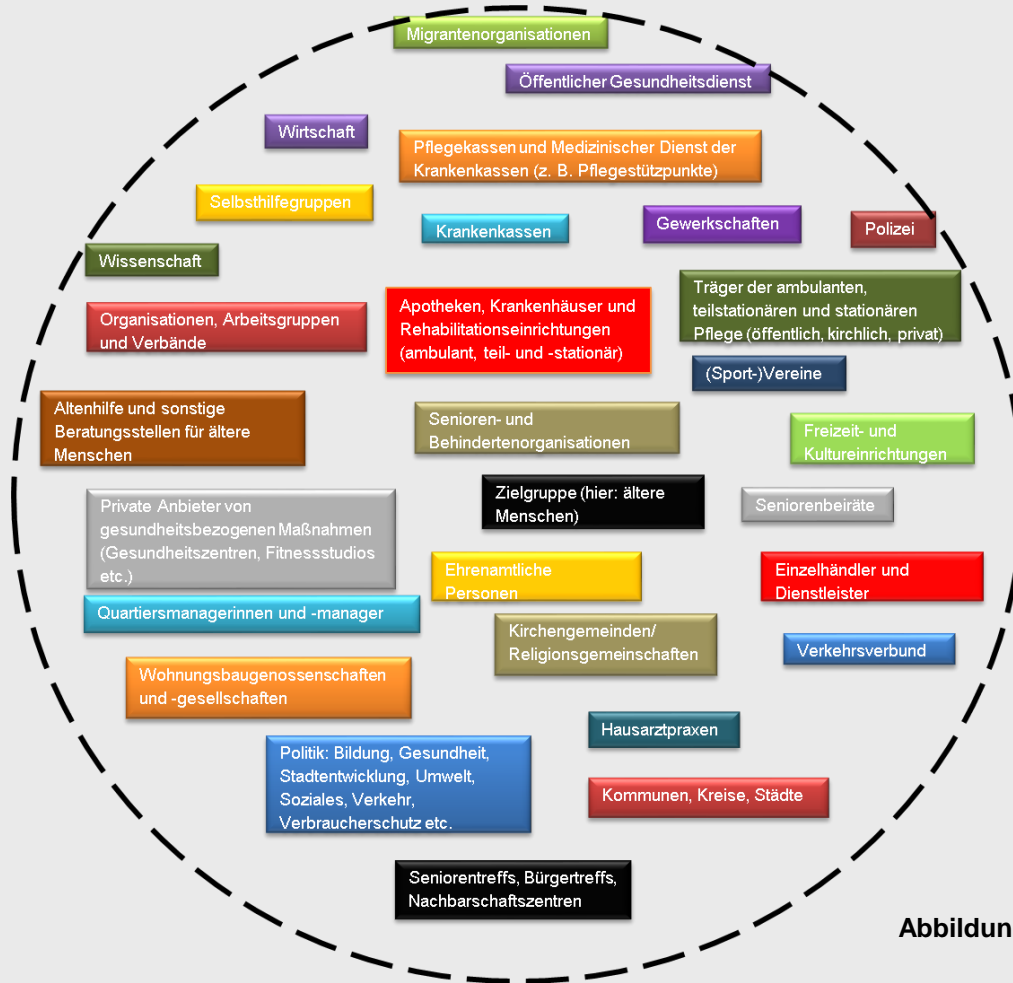 Migrantenorganisationen
Öffentlicher Gesundheitsdienst
Wirtschaft
Pflegekassen und Medizinischer Dienst der
Krankenkassen (z. B. Pflegestützpunkte)
Selbsthilfegruppen
Krankenkassen
Gewerkschaften
Polizei
Wissenschaft
Organisationen, Arbeitsgruppen
und Verbände
Apotheken, Krankenhäuser und
Rehabilitationseinrichtungen
(ambulant, teil- und -stationär)
Träger der ambulanten,
teilstationären und stationären
Pflege (öffentlich, kirchlich, privat)
(Sport-)Vereine
Altenhilfe und sonstige
Beratungsstellen für ältere
Menschen
Senioren- und
Behindertenorganisationen
Freizeit- und
Kultureinrichtungen
Private Anbieter von
gesundheitsbezogenen Maßnahmen
(Gesundheitszentren, Fitnessstudios
etc.)
Zielgruppe (hier: ältere
Menschen)
Seniorenbeiräte
Ehrenamtliche
Personen
Einzelhändler und
Dienstleister
Quartiersmanagerinnen und -manager
Kirchengemeinden/
Religionsgemeinschaften
Verkehrsverbund
Wohnungsbaugenossenschaften
und -gesellschaften
Hausarztpraxen
Politik: Bildung, Gesundheit,
Stadtentwicklung, Umwelt,
Soziales, Verkehr,
Verbraucherschutz etc.
Kommunen, Kreise, Städte
Seniorentreffs, Bürgertreffs,
Nachbarschaftszentren
Abbildun